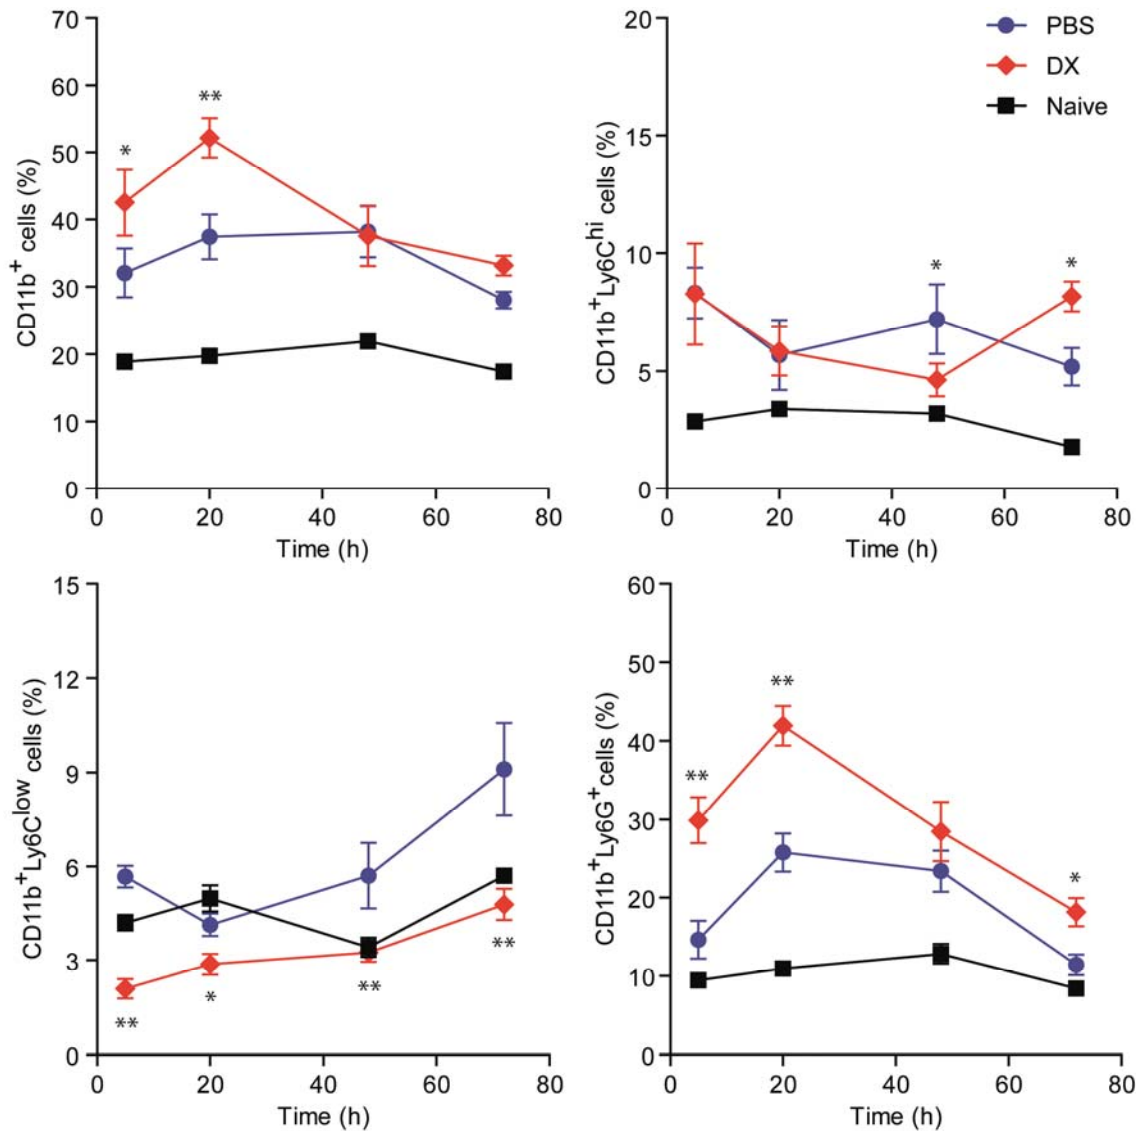 70
60
50
40
30
20
10
0
CD11b+ cells (%)
*
**
0 20 40 60 80
Time (h)
20
15
10
5
0
CD11b+Ly6Chi cells (%)
*
*
0 20 40 60 80
Time (h)
PBS
DX
Naive
15
12
9
6
3
0
CD11b+Ly6Clow cells (%)
**
*
**
**
0 20 40 60 80
Time (h)
60
50
40
30
20
10
0
CD11b+Ly6G+cells (%)
**
**
*
0 20 40 60 80
Time (h)